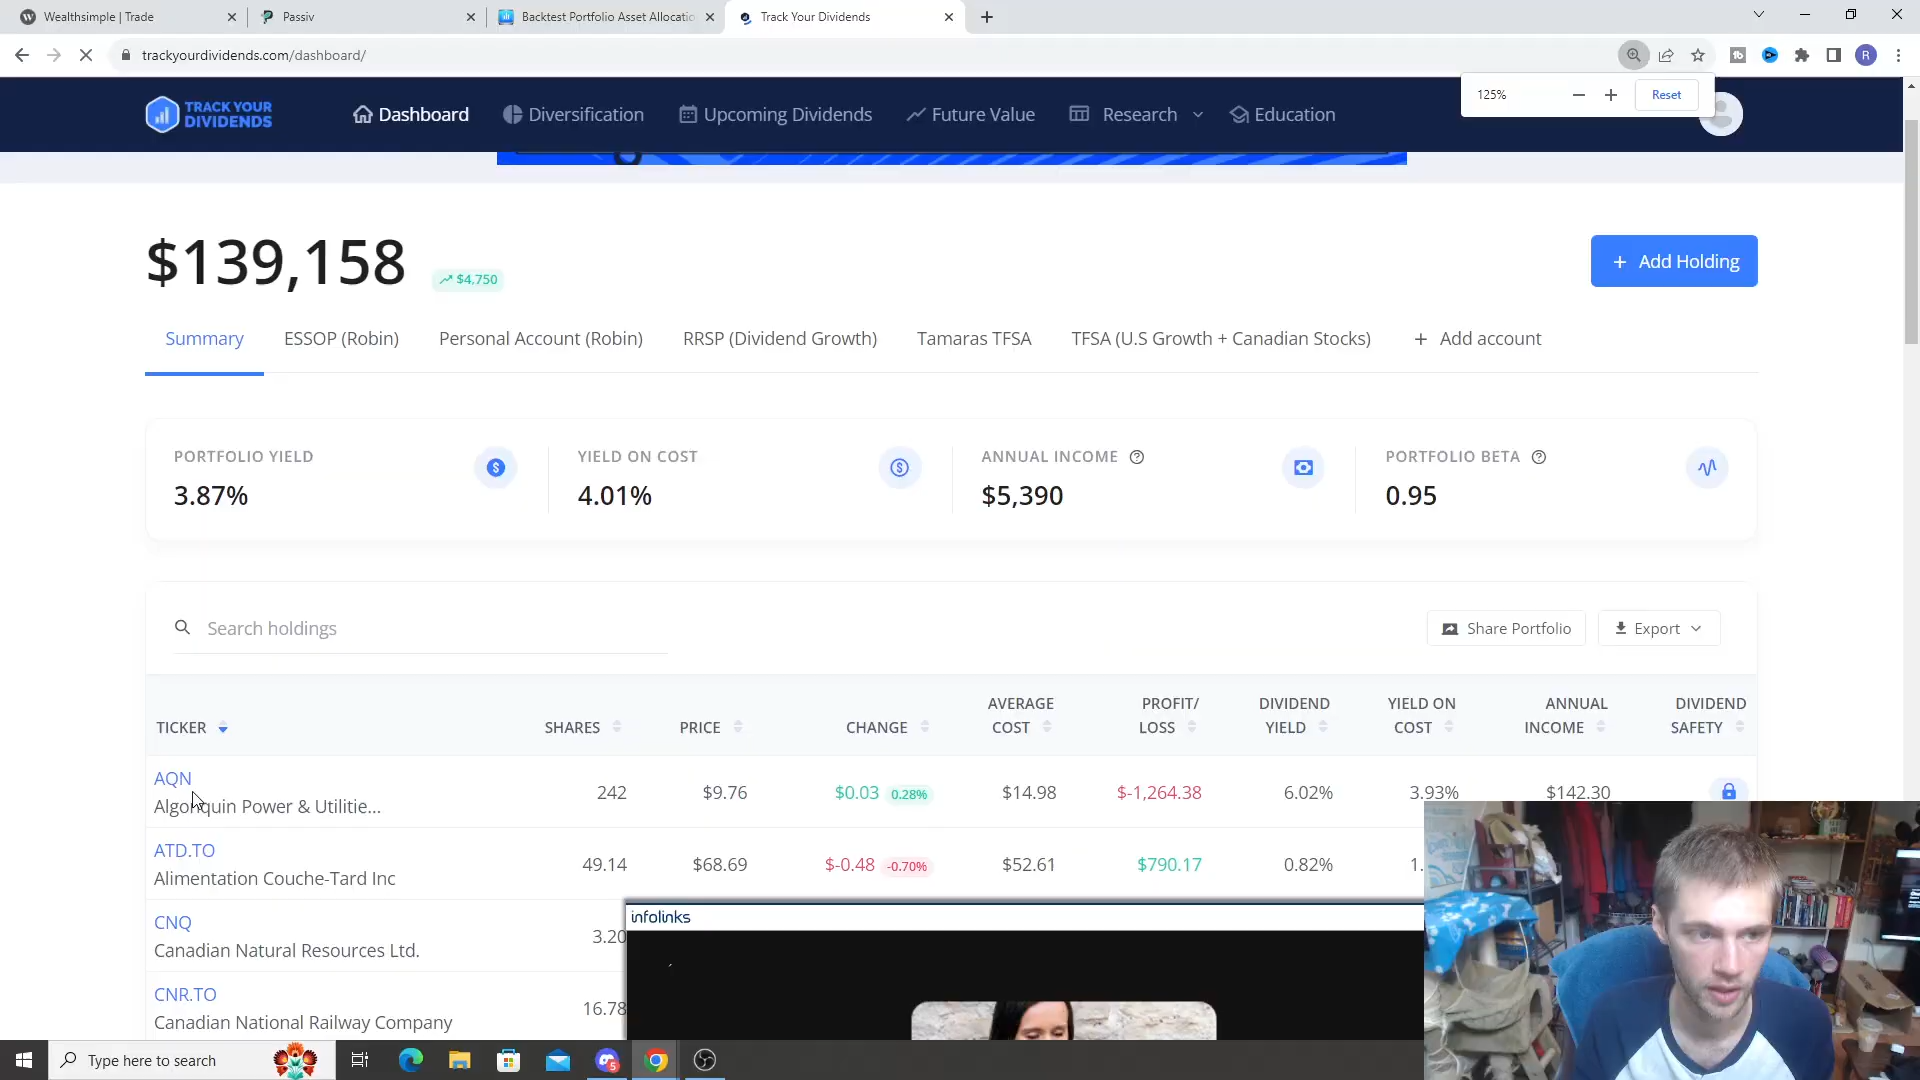 Wealthsimple | Trade
Passiv
Backtest Portfolio Asset Allocatio
Track Your Dividends
trackyourdividends.com/dashboard/
R
125%
Reset
TRACK YOUR DIVIDENDS
Dashboard
Diversification
Upcoming Dividends
Future Value
Research
Education
$139,158
$4,750
+ Add Holding
Summary
ESSOP (Robin)
Personal Account (Robin)
RRSP (Dividend Growth)
Tamaras TFSA
TFSA (U.S Growth + Canadian Stocks)
+ Add account
PORTFOLIO YIELD
3.87%
YIELD ON COST
4.01%
ANNUAL INCOME
$5,390
PORTFOLIO BETA
0.95
Search holdings
Share Portfolio
Export
TICKER
SHARES
PRICE
CHANGE
AVERAGE COST
PROFIT/ LOSS
DIVIDEND YIELD
YIELD ON COST
ANNUAL INCOME
DIVIDEND SAFETY
AQN
Algonquin Power & Utilitie...
242
$9.76
$0.03 0.28%
$14.98
$-1,264.38
6.02%
3.93%
$142.30
ATD.TO
Alimentation Couche-Tard Inc
49.14
$68.69
$-0.48 -0.70%
$52.61
$790.17
0.82%
1.
CNQ
Canadian Natural Resources Ltd.
3.20
infolinks
CNR.TO
Canadian National Railway Company
16.78
Type here to search
5